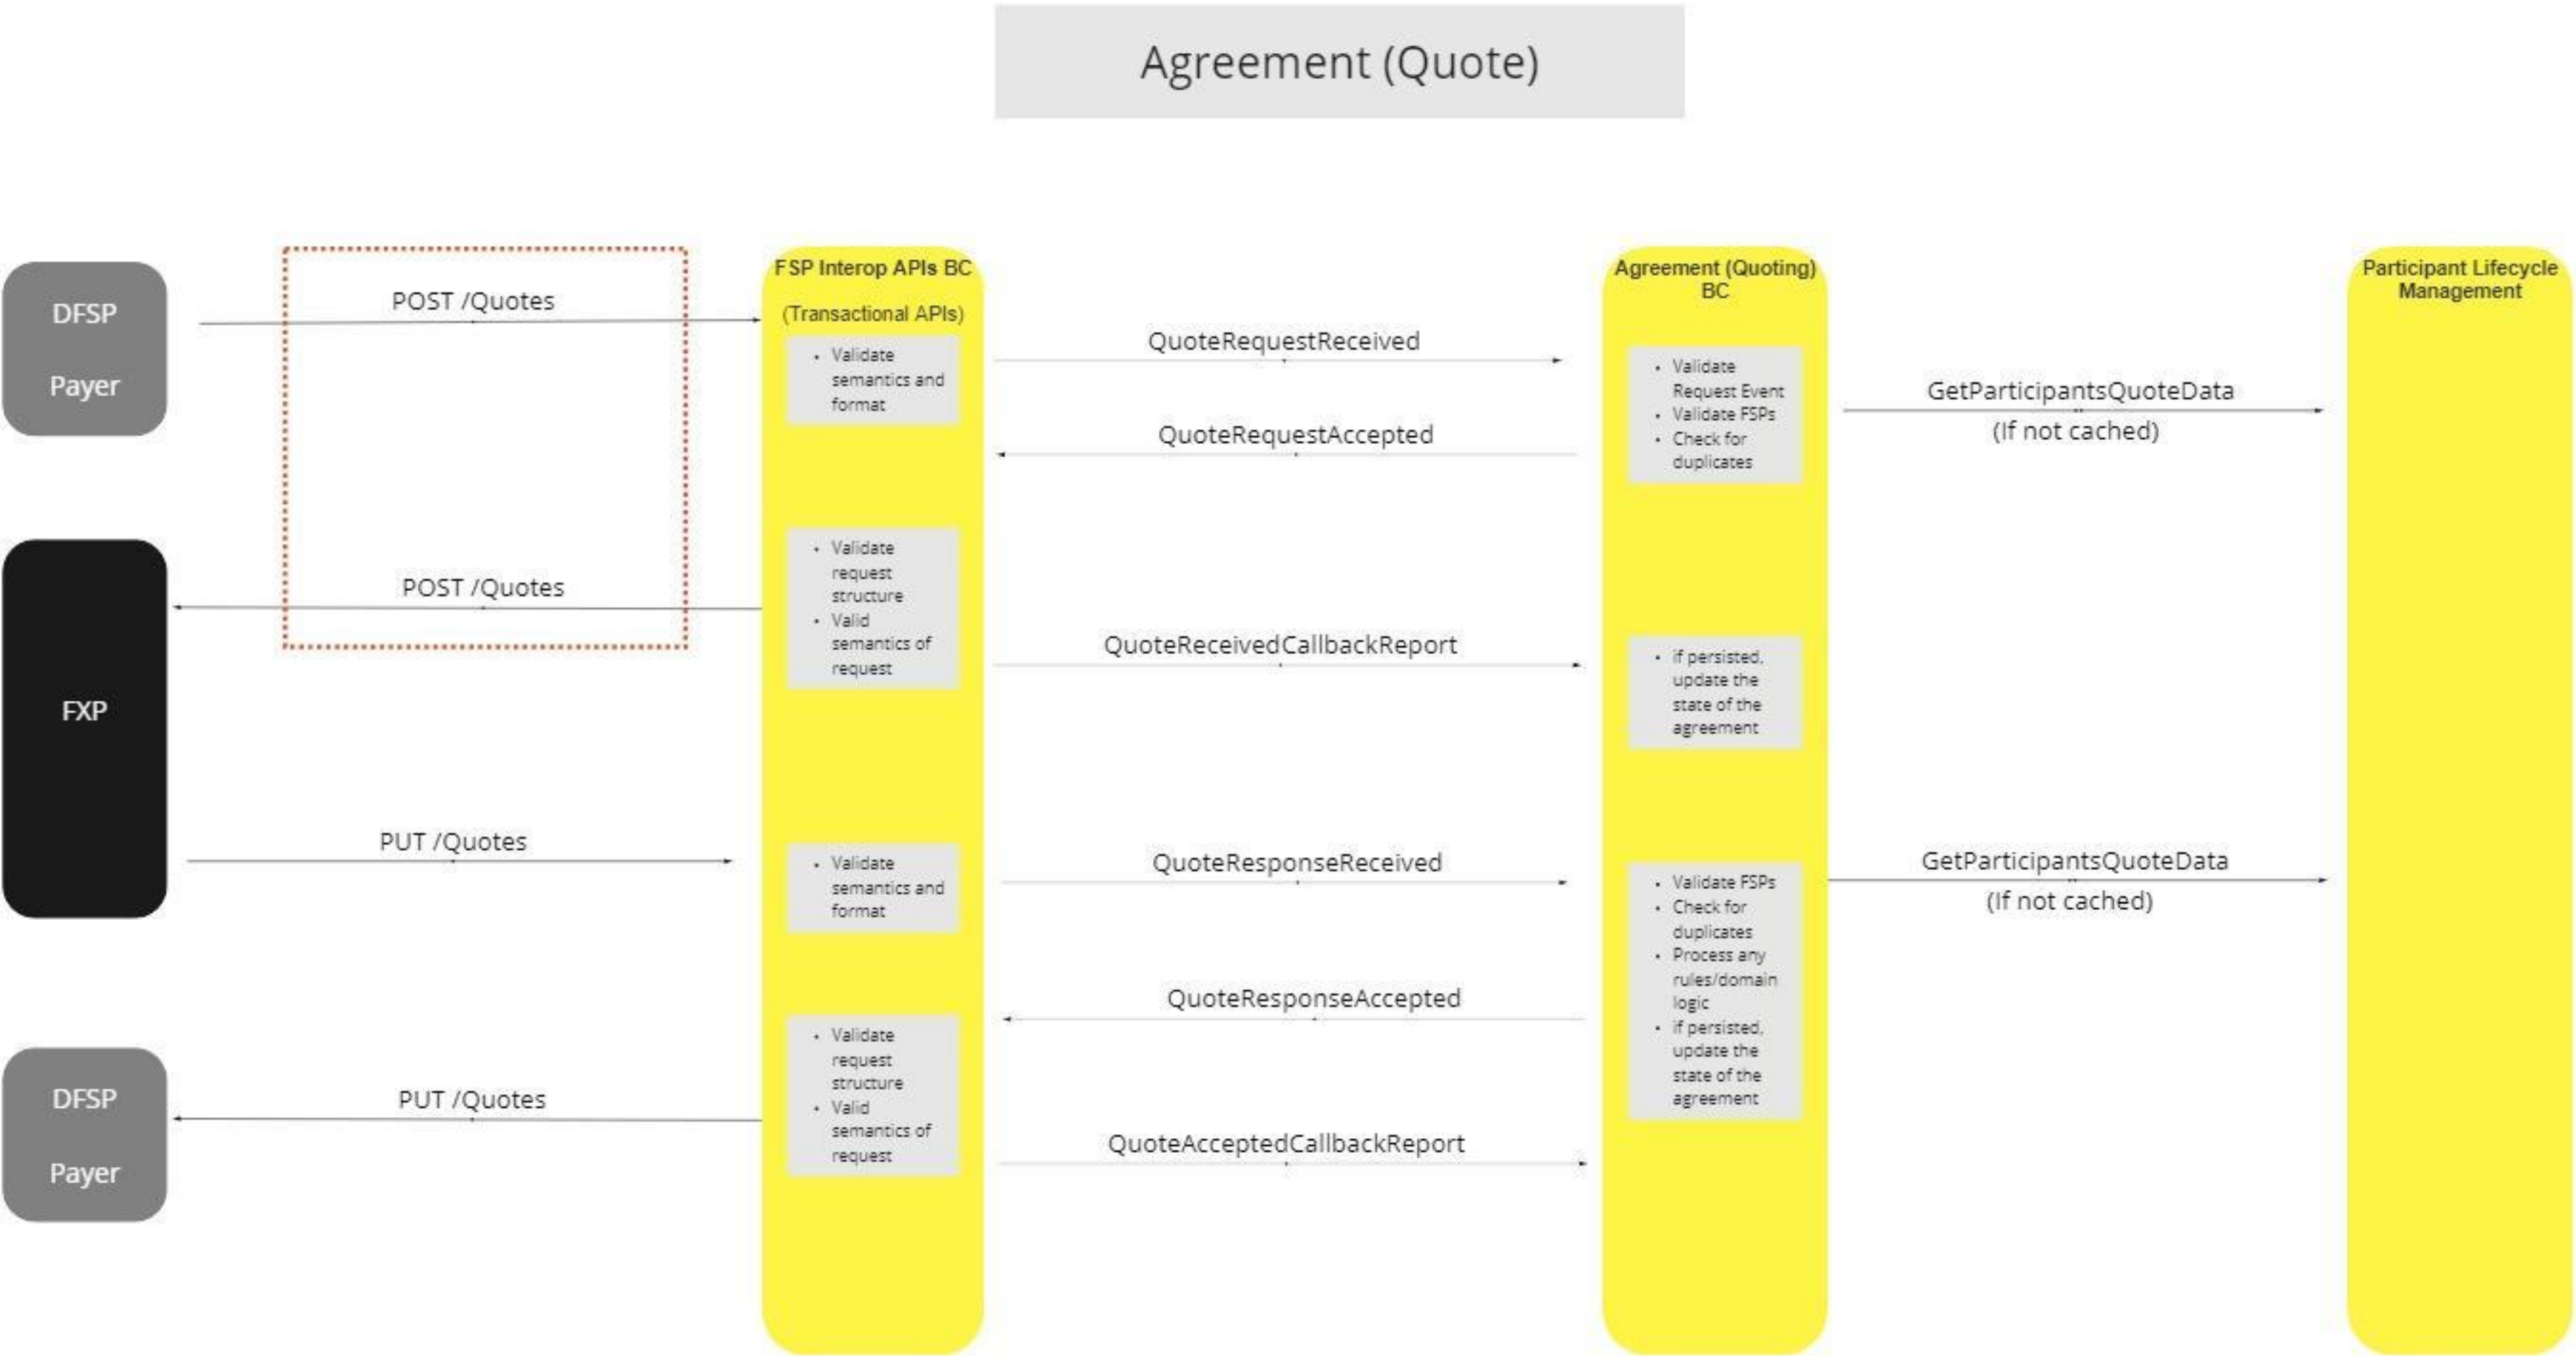 Agreement (Quote)
DFSP
Payer
POST /Quotes
FSP Interop APIs BC
(Transactional APIs)
• Validate
semantics and
format
QuoteRequestReceived
QuoteRequestAccepted
Agreement (Quoting)
BC
• Validate
Request Event
• Validate FSPs
• Check for
duplicates
GetParticipantsQuoteData
(If not cached)
Participant Lifecycle
Management
FXP
POST /Quotes
• Validate
request
structure
• Valid
semantics of
request
QuoteReceivedCallbackReport
• if persisted,
update the
state of the
agreement
PUT /Quotes
• Validate
semantics and
format
QuoteResponseReceived
• Validate FSPs
• Check for
duplicates
• Process any
rules/domain
logic
• if persisted,
update the
state of the
agreement
GetParticipantsQuoteData
(If not cached)
QuoteResponseAccepted
DFSP
Payer
PUT /Quotes
• Validate
request
structure
• Valid
semantics of
request
QuoteAcceptedCallbackReport